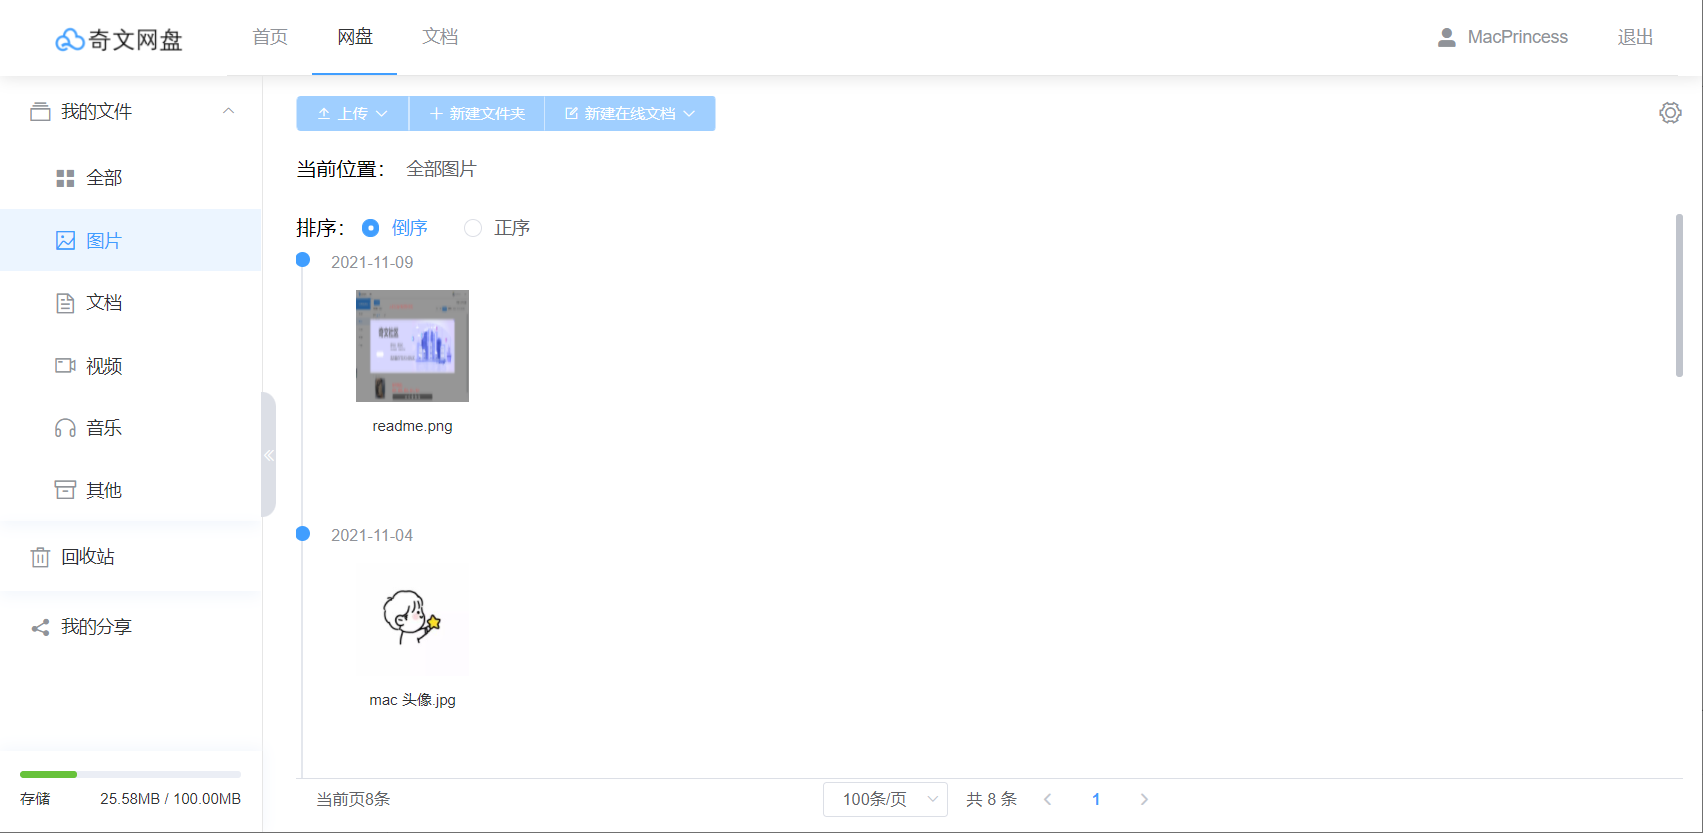 奇文网盘
首页
网盘
文档
MacPrincess
退出
我的文件
全部
图片
文档
视频
音乐
其他
回收站
我的分享
存储 25.58MB / 100.00MB
上传
新建文件夹
新建在线文档
当前位置： 全部图片
排序： 倒序 正序
2021-11-09
奇文社区
readme.png
2021-11-04
mac 头像.jpg
当前页8条
100条/页
共 8 条
1